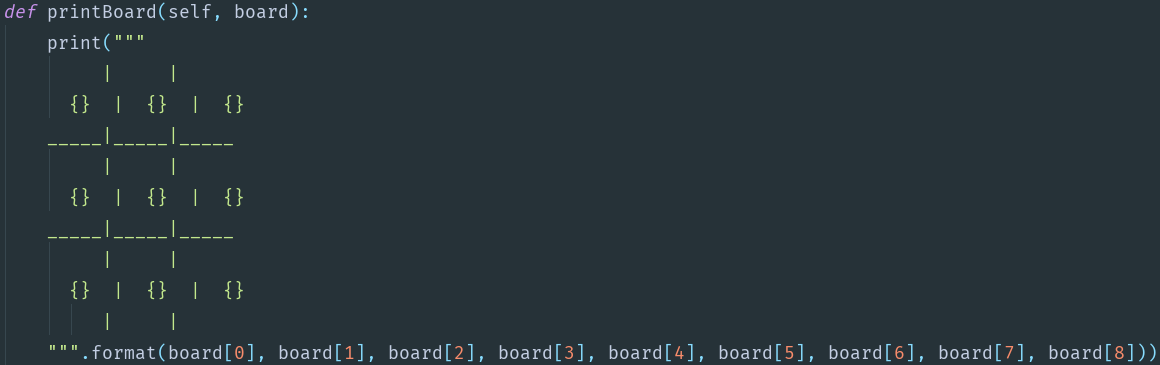 def printBoard(self, board):
    print("""
         |     |
      {}  |  {}  |  {}
    _____|_____|_____
         |     |
      {}  |  {}  |  {}
    _____|_____|_____
         |     |
      {}  |  {}  |  {}
         |     |
    """.format(board[0], board[1], board[2], board[3], board[4], board[5], board[6], board[7], board[8]))